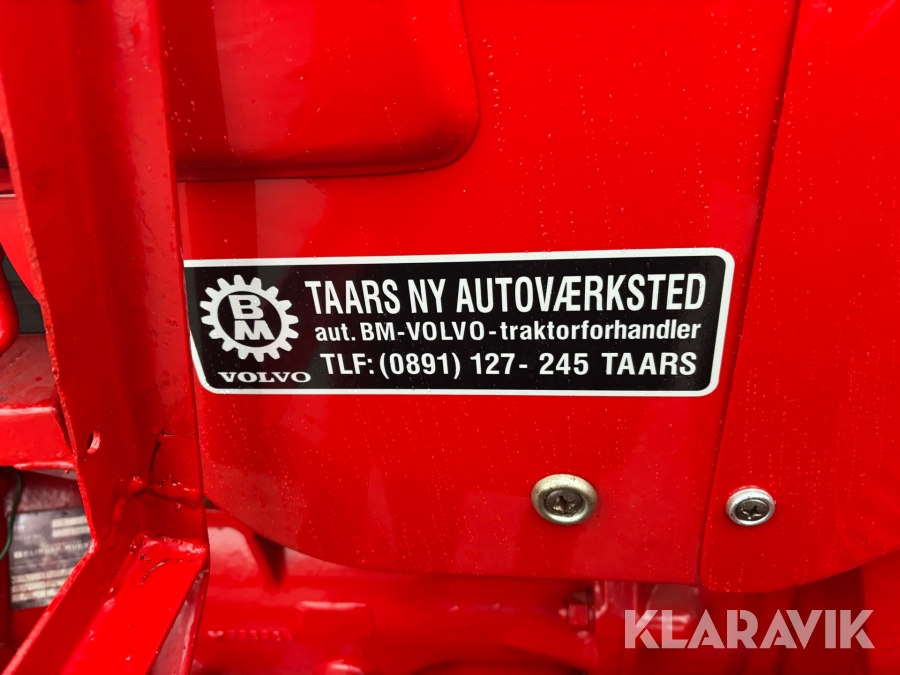 BM
VOLVO
TAARS NY AUTOVÆRKSTED
aut. BM-VOLVO-traktorforhandler
TLF: (0891) 127- 245 TAARS
KLARAVIK